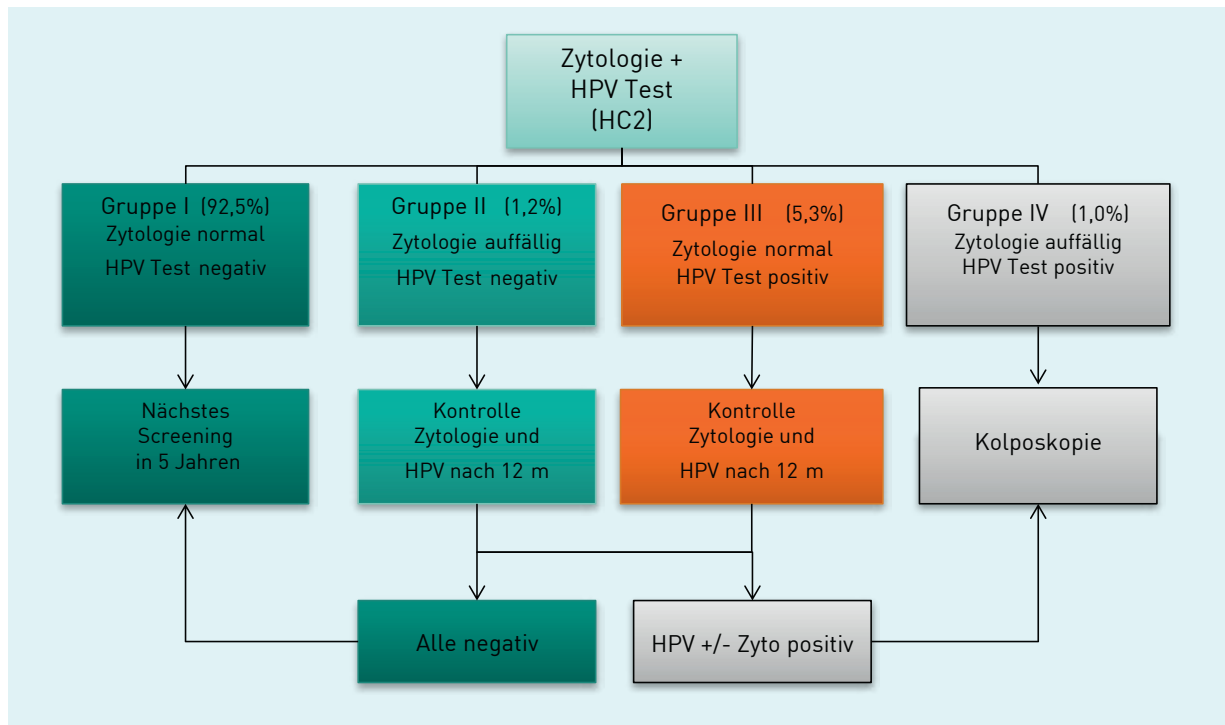 Zytologie +
HPV Test
(HC2)
Gruppe I (92,5%)
Zytologie normal
HPV Test negativ
Gruppe II (1,2%)
Zytologie auffällig
HPV Test negativ
Gruppe III (5,3%)
Zytologie normal
HPV Test positiv
Gruppe IV (1,0%)
Zytologie auffällig
HPV Test positiv
Nächstes
Screening
in 5 Jahren
Kontrolle
Zytologie und
HPV nach 12 m
Kontrolle
Zytologie und
HPV nach 12 m
Kolposkopie
Alle negativ
HPV +/- Zyto positiv